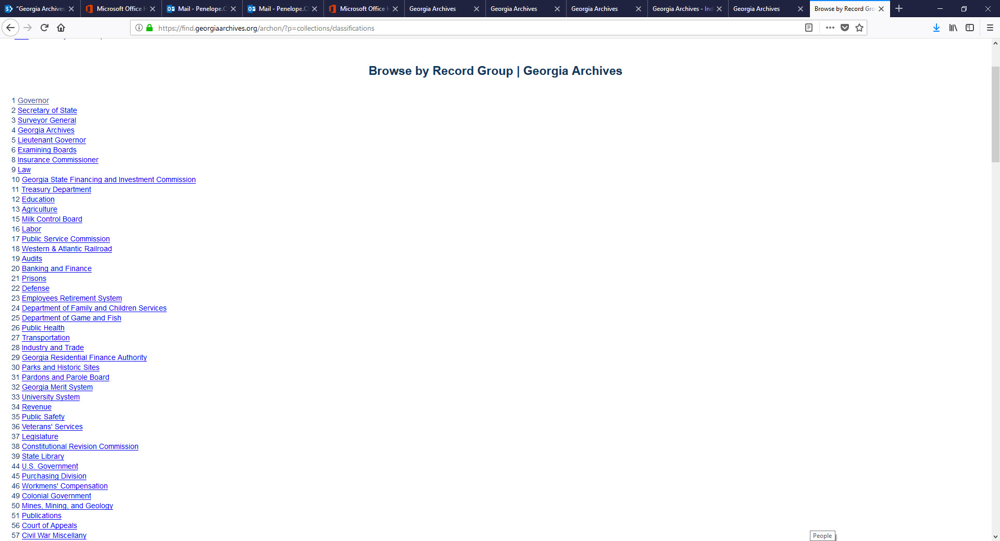 "Georgia Archives
Microsoft Office H
Mail - Penelope.C
Mail - Penelope.C
Microsoft Office H
Georgia Archives
Georgia Archives
Georgia Archives
Georgia Archives - Ind
Georgia Archives
Browse by Record Gro
https://find.georgiaarchives.org/archon/?p=collections/classifications
Browse by Record Group | Georgia Archives
1 Governor
2 Secretary of State
3 Surveyor General
4 Georgia Archives
5 Lieutenant Governor
6 Examining Boards
8 Insurance Commissioner
9 Law
10 Georgia State Financing and Investment Commission
11 Treasury Department
12 Education
13 Agriculture
15 Milk Control Board
16 Labor
17 Public Service Commission
18 Western & Atlantic Railroad
19 Audits
20 Banking and Finance
21 Prisons
22 Defense
23 Employees Retirement System
24 Department of Family and Children Services
25 Department of Game and Fish
26 Public Health
27 Transportation
28 Industry and Trade
29 Georgia Residential Finance Authority
30 Parks and Historic Sites
31 Pardons and Parole Board
32 Georgia Merit System
33 University System
34 Revenue
35 Public Safety
36 Veterans' Services
37 Legislature
38 Constitutional Revision Commission
39 State Library
44 U.S. Government
45 Purchasing Division
46 Workmens' Compensation
49 Colonial Government
50 Mines, Mining, and Geology
51 Publications
56 Court of Appeals
57 Civil War Miscellany
People